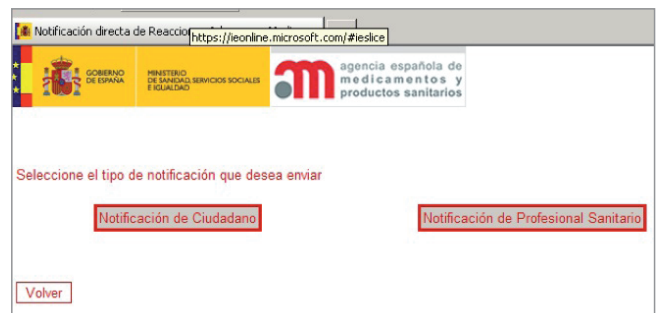 Notificación directa d
https://ieonline.microsoft.com/#ieslice
GOBIERNO
DE ESPAÑA
MINISTERIO
DE SANIDAD, SERVICIOS SOCIALES
E IGUALDAD
am
agencia española de
medicamentos y
productos sanitarios
Seleccione el tipo de notificación que desea enviar
Notificación de Ciudadano
Notificación de Profesional Sanitario
Volver